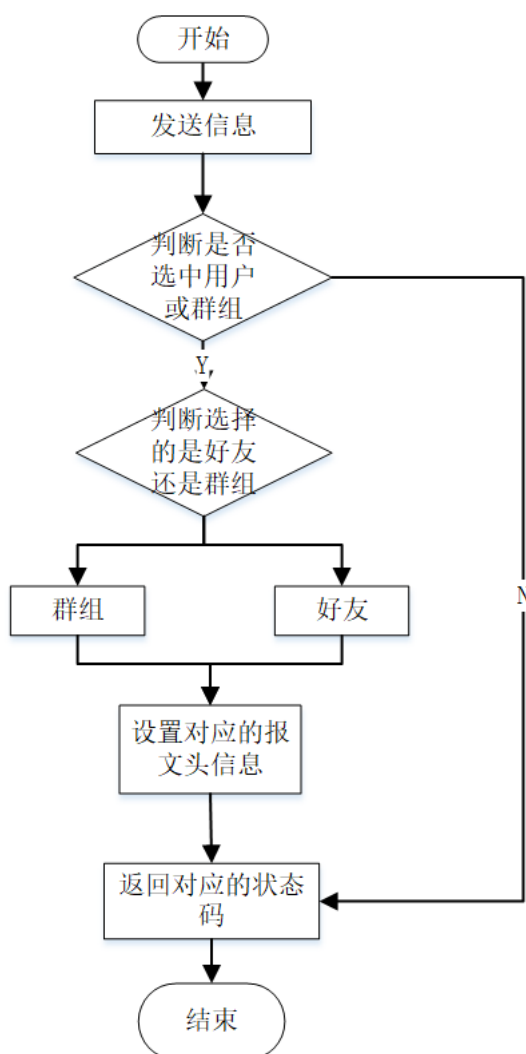 开始
发送信息
判断是否
选中用户
或群组
Y,
判断选择
的是好友
还是群组
群组
好友
N
设置对应的报
文头信息
返回对应的状态
码
结束